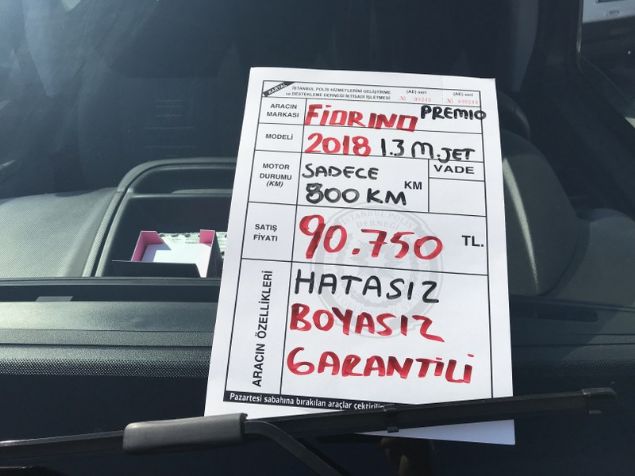 İSTANBUL POLİS HİZMETLERİNİ GELİŞTİRME
ve DESTEKLEME DERNEĞİ İKTİSADİ İŞLETMESİ
ARACIN MARKASI FİORINO PREMIO
MODELİ 2018 1.3 M.JET
MOTOR DURUMU (KM) SADECE 800 KM KM VADE
SATIŞ FİYATI 90.750 TL.
ARACIN ÖZELLİKLERİ
HATASIZ
BOYASIZ
GARANTİLİ
Pazartesi sabahına bırakılan araçlar